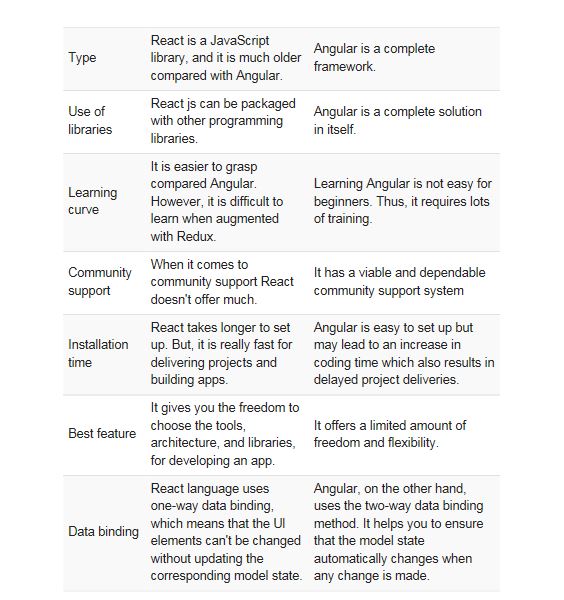 Type
React is a JavaScript
library, and it is much older
compared with Angular.
Angular is a complete
framework.
Use of
libraries
React js can be packaged
with other programming
libraries.
Angular is a complete solution
in itself.
Learning
curve
It is easier to grasp
compared Angular.
However, it is difficult to
learn when augmented
with Redux.
Learning Angular is not easy for
beginners. Thus, it requires lots
of training.
Community
support
When it comes to
community support React
doesn't offer much.
It has a viable and dependable
community support system
Installation
time
React takes longer to set
up. But, it is really fast for
delivering projects and
building apps.
Angular is easy to set up but
may lead to an increase in
coding time which also results in
delayed project deliveries.
Best feature
It gives you the freedom to
choose the tools,
architecture, and libraries,
for developing an app.
It offers a limited amount of
freedom and flexibility.
Data binding
React language uses
one-way data binding,
which means that the UI
elements can't be changed
without updating the
corresponding model state.
Angular, on the other hand,
uses the two-way data binding
method. It helps you to ensure
that the model state
automatically changes when
any change is made.